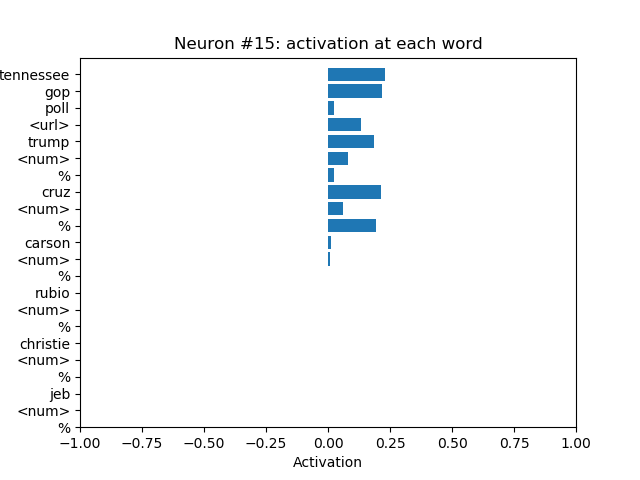 Neuron #15: activation at each word
tennessee
gop
poll
<url>
trump
<num>
%
cruz
<num>
%
carson
<num>
%
rubio
<num>
%
christie
<num>
%
jeb
<num>
%
−1.00 −0.75 −0.50 −0.25 0.00 0.25 0.50 0.75 1.00
Activation